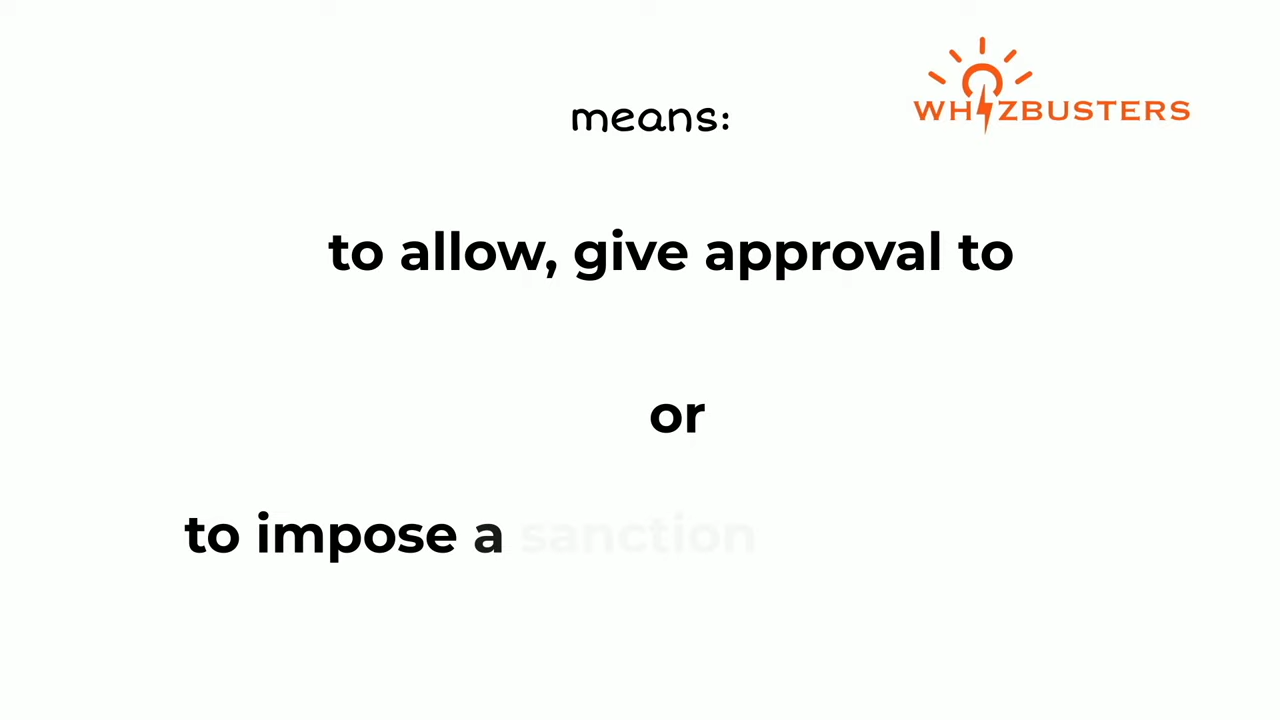 means:
WHIZBUSTERS
to allow, give approval to
or
to impose a sanction